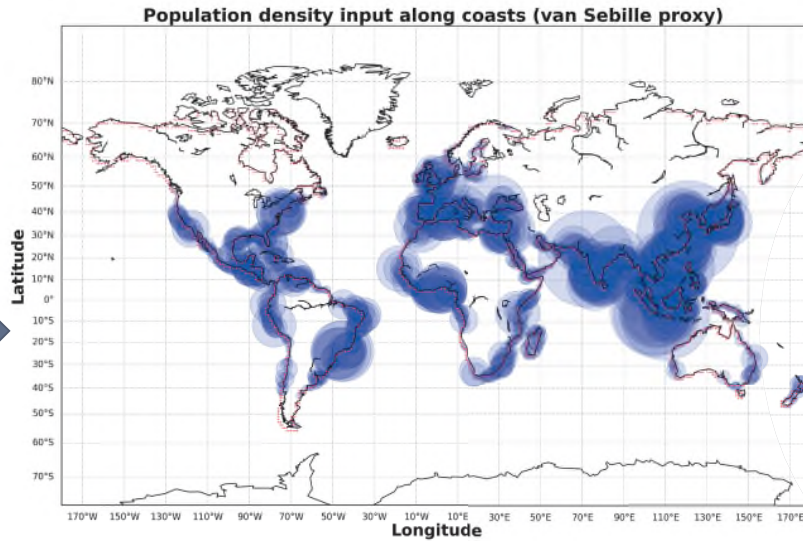 Population density input along coasts (van Sebille proxy)
Latitude
80°N
70°N
60°N
50°N
40°N
30°N
20°N
10°N
0°
10°S
20°S
30°S
40°S
50°S
60°S
70°S
170°W 150°W 130°W 110°W 90°W 70°W 50°W 30°W 10°W 10°E 30°E 50°E 70°E 90°E 110°E 130°E 150°E 170°E
Longitude